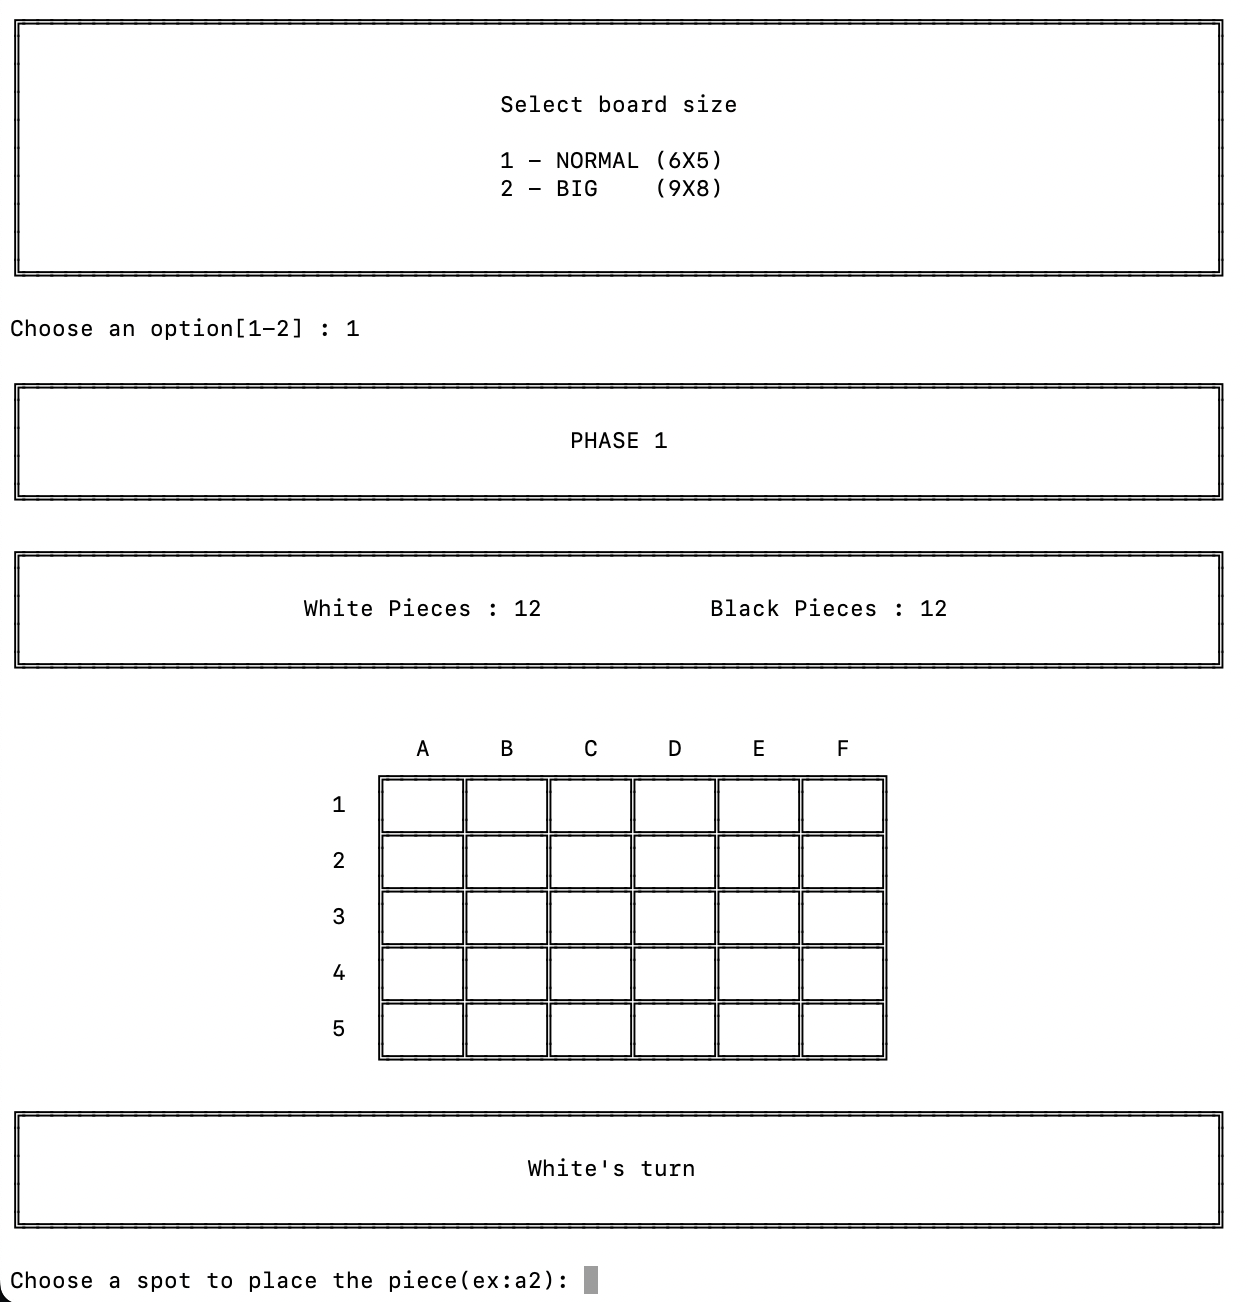 Select board size
1 – NORMAL (6X5)
2 – BIG    (9X8)
Choose an option[1–2] : 1
PHASE 1
White Pieces : 12            Black Pieces : 12
A     B     C     D     E     F
1
2
3
4
5
White's turn
Choose a spot to place the piece(ex:a2):